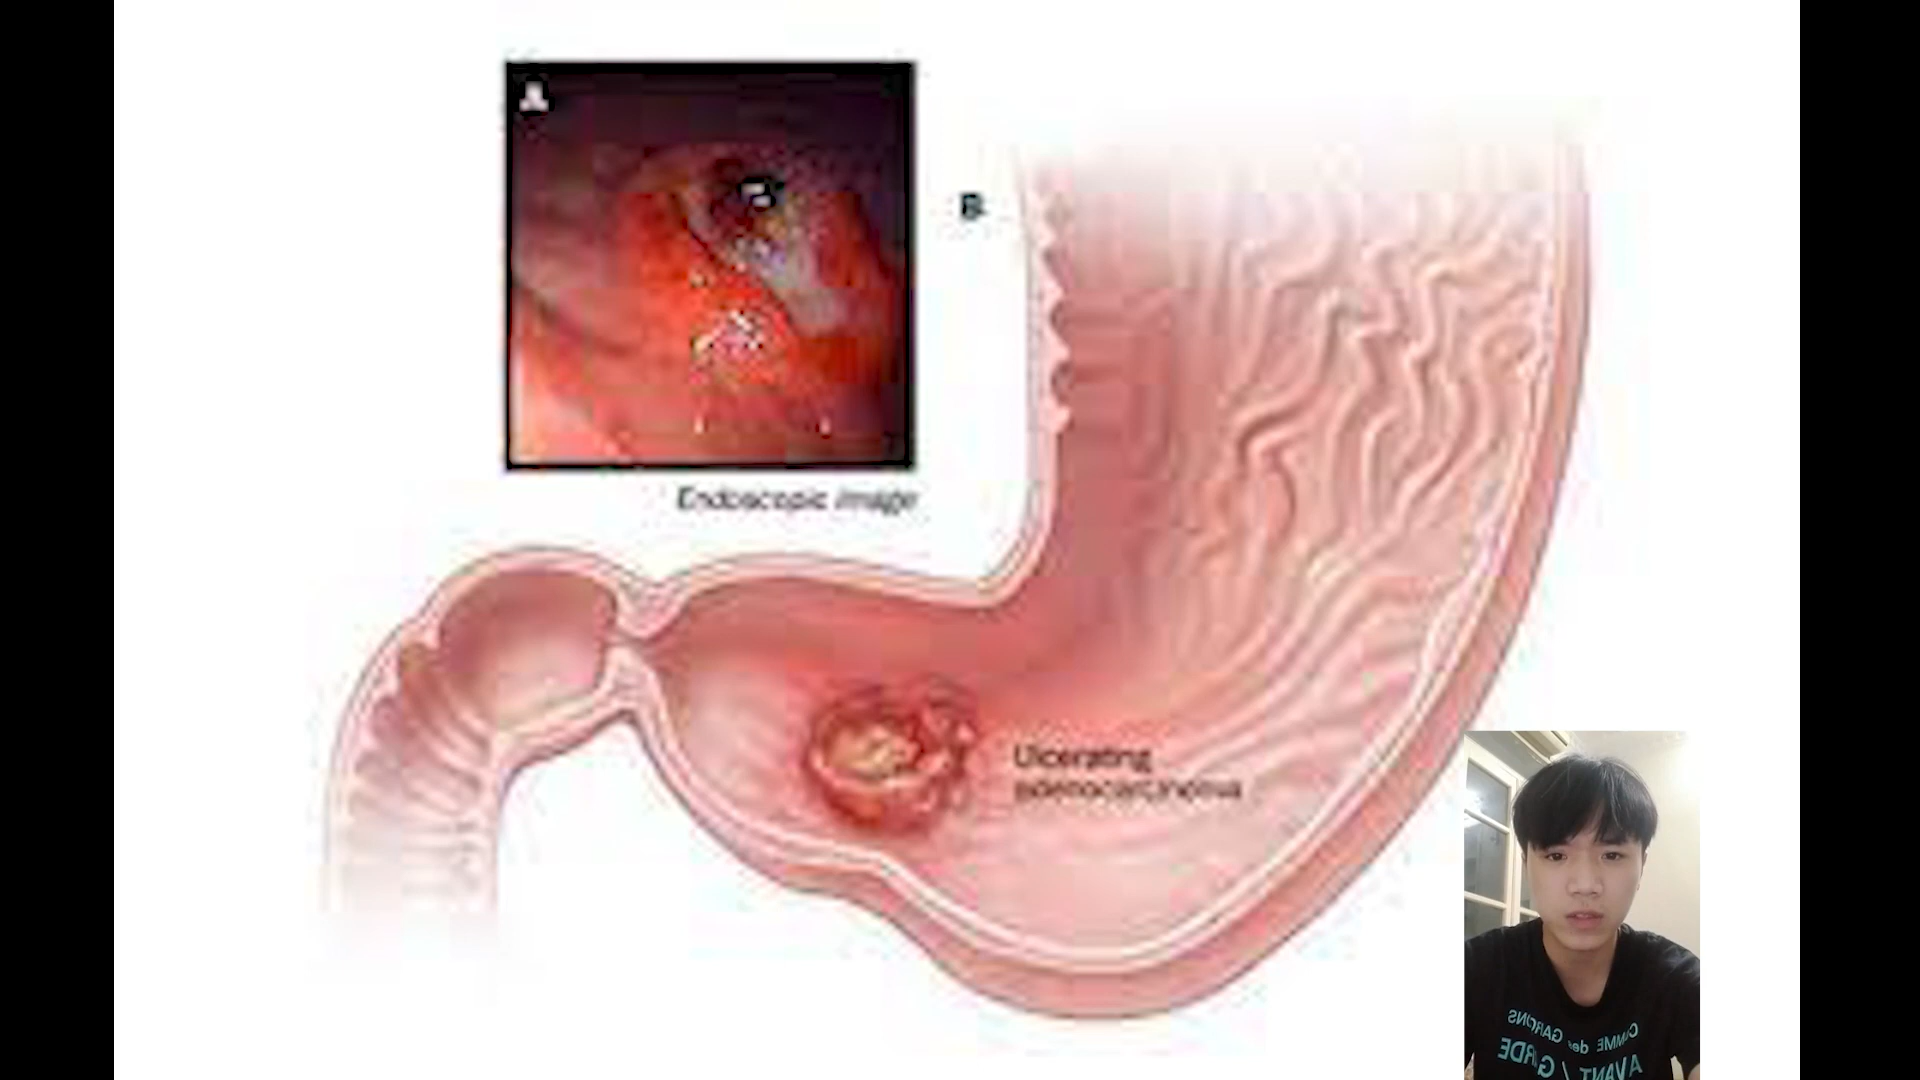 A
B
Endoscopic image
Ulcerating
adenocarcinoma
COMME des GARÇONS
AVANT / GARDE